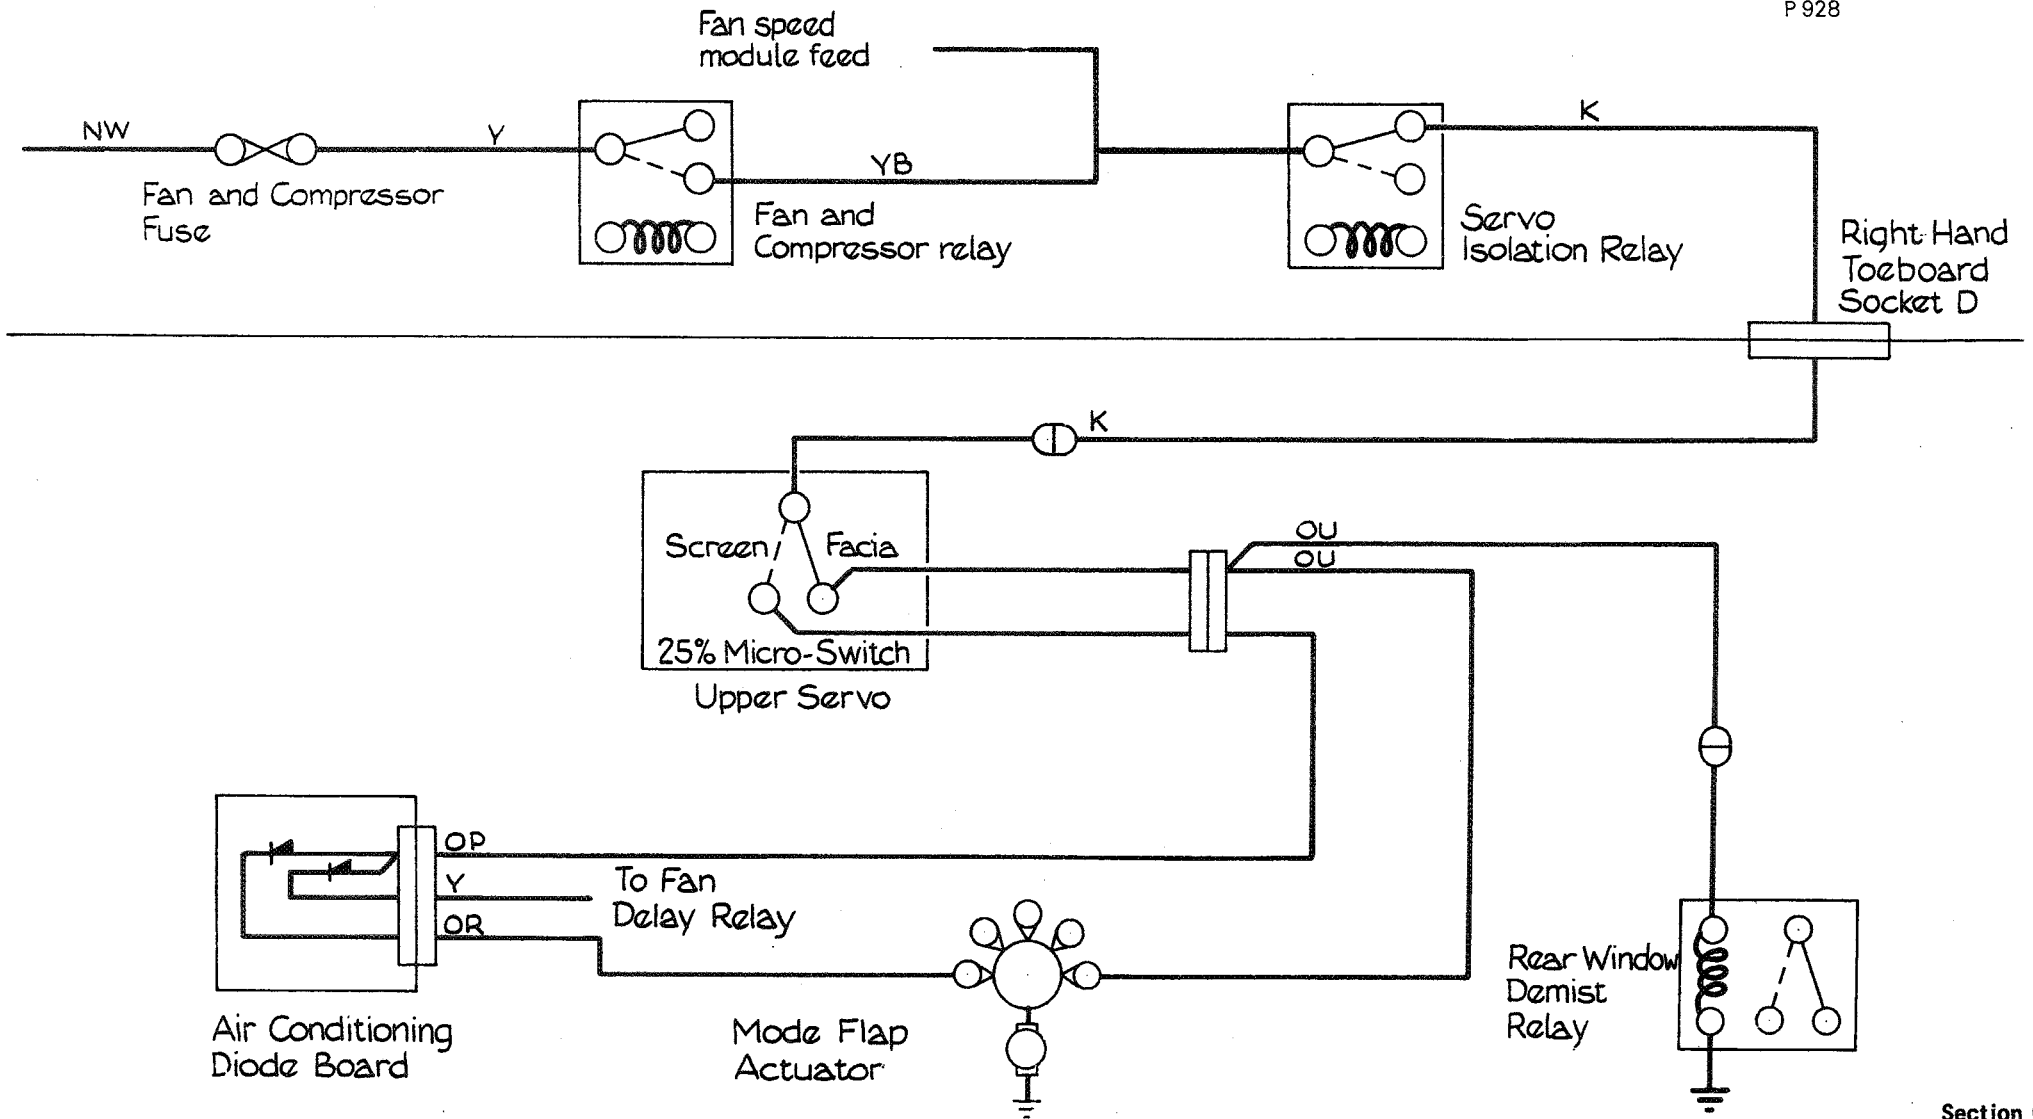 P 928
Fan speed
module feed
NW
Y
K
YB
Fan and Compressor
Fuse
Fan and
Compressor relay
Servo
Isolation Relay
Right Hand
Toeboard
Socket D
K
Screen
Facia
OU
OU
25% Micro-Switch
Upper Servo
OP
Y
To Fan
Delay Relay
OR
Rear Window
Demist
Relay
Air Conditioning
Diode Board
Mode Flap
Actuator
Section